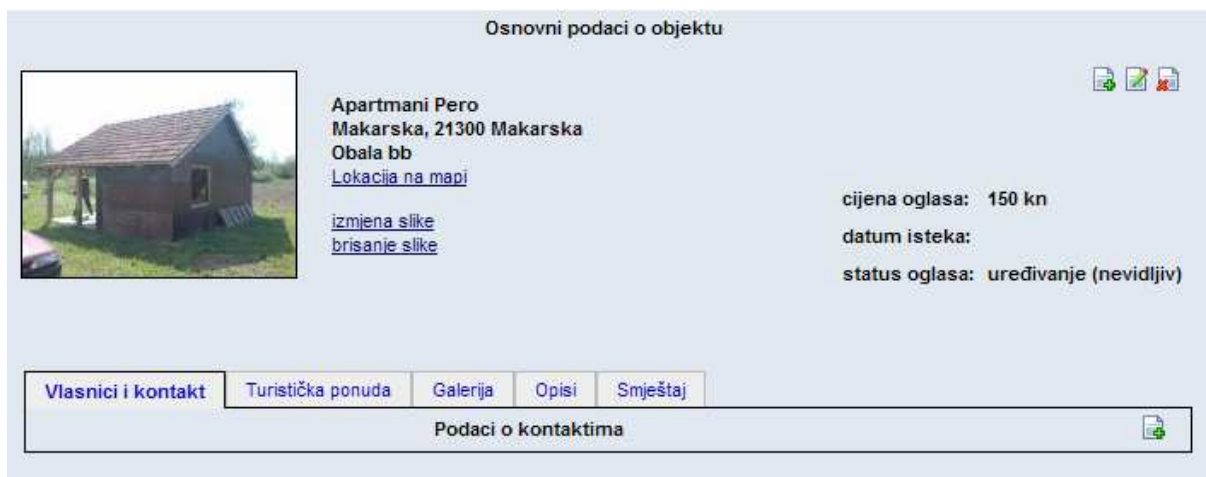 Osnovni podaci o objektu
Apartmani Pero
Makarska, 21300 Makarska
Obala bb
Lokacija na mapi
izmjena slike
brisanje slike
cijena oglasa: 150 kn
datum isteka:
status oglasa: uređivanje (nevidljiv)
Vlasnici i kontakt Turistička ponuda Galerija Opisi Smještaj
Podaci o kontaktima